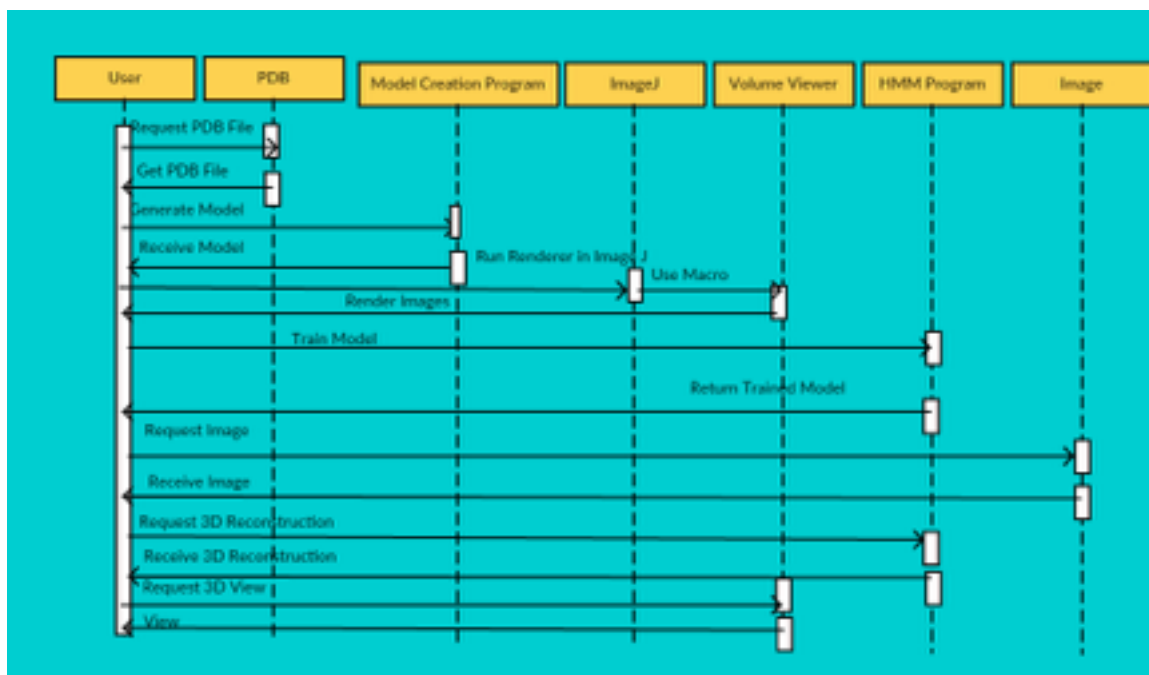 User
PDB
Model Creation Program
ImageJ
Volume Viewer
HMM Program
Image
Request PDB File
Get PDB File
Generate Model
Receive Model
Run Renderer in Image J
Use Macro
Render Images
Train Model
Return Trained Model
Request Image
Receive Image
Request 3D Reconstruction
Receive 3D Reconstruction
Request 3D View
View